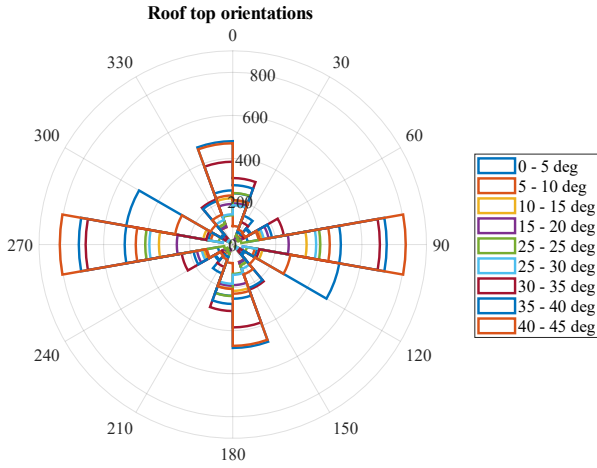 Roof top orientations
0
330
30
800
300
600
60
400
200
270
0
90
240
120
210
150
180
0 - 5 deg
5 - 10 deg
10 - 15 deg
15 - 20 deg
25 - 25 deg
25 - 30 deg
30 - 35 deg
35 - 40 deg
40 - 45 deg